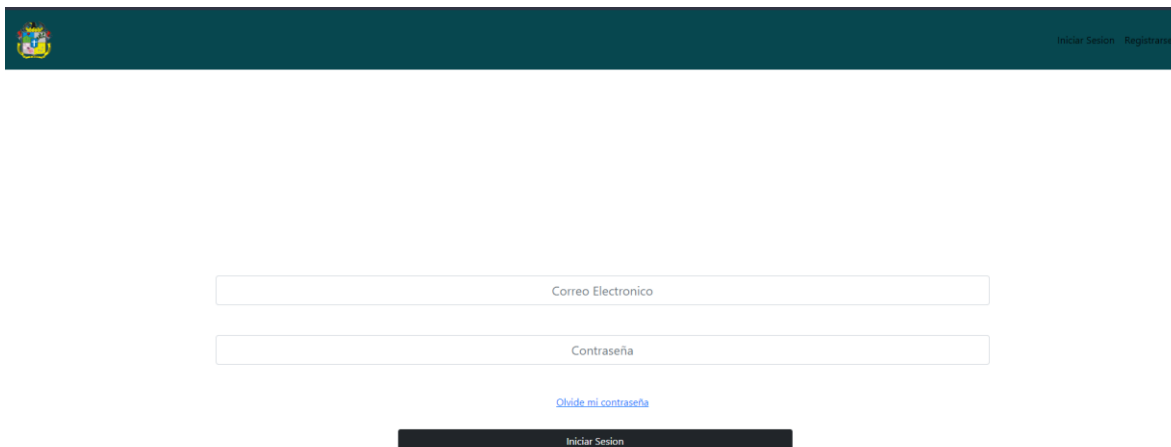 Iniciar Sesion Registrarse
Correo Electronico
Contraseña
Olvide mi contraseña
Iniciar Sesion